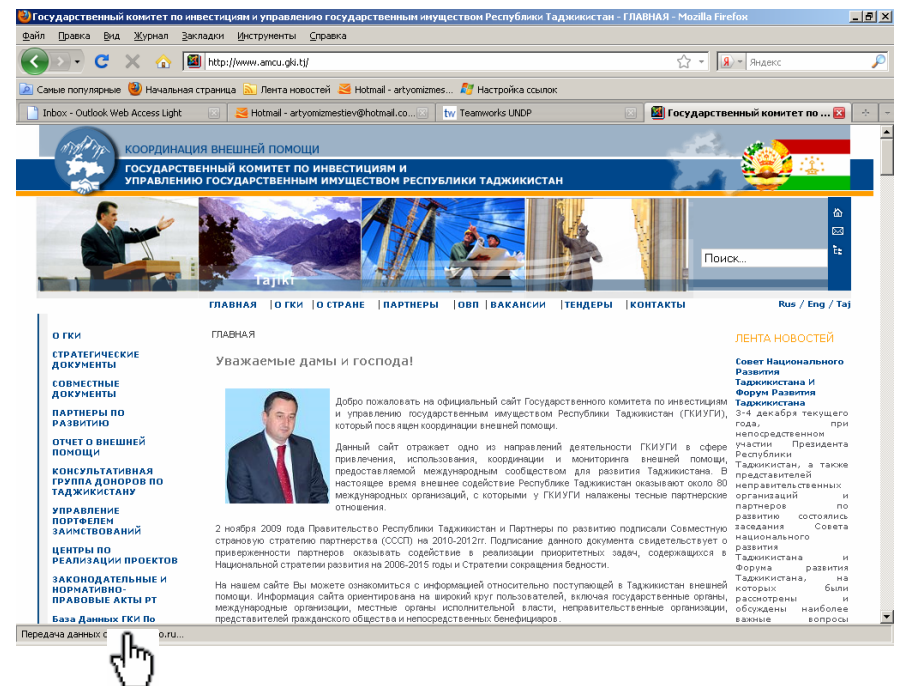 Государственный комитет по инвестициям и управлению государственным имуществом Республики Таджикистан - ГЛАВНАЯ - Mozilla Firefox
Файл Правка Вид Журнал Закладки Инструменты Справка
http://www.amcu.gki.tj/ Яндекс
Самые популярные Начальная страница Лента новостей Hotmail - artyomizmes... Настройка ссылок
Inbox - Outlook Web Access Light Hotmail - artyomizmestiev@hotmail.co... Teamworks UNDP Государственный комитет по ...
КООРДИНАЦИЯ ВНЕШНЕЙ ПОМОЩИ
ГОСУДАРСТВЕННЫЙ КОМИТЕТ ПО ИНВЕСТИЦИЯМ И
УПРАВЛЕНИЮ ГОСУДАРСТВЕННЫМ ИМУЩЕСТВОМ РЕСПУБЛИКИ ТАДЖИКИСТАН
Поиск...
ГЛАВНАЯ |О ГКИ |О СТРАНЕ |ПАРТНЕРЫ |ОВП |ВАКАНСИИ |ТЕНДЕРЫ |КОНТАКТЫ Rus / Eng / Taj
О ГКИ
СТРАТЕГИЧЕСКИЕ
ДОКУМЕНТЫ
СОВМЕСТНЫЕ
ДОКУМЕНТЫ
ПАРТНЕРЫ ПО
РАЗВИТИЮ
ОТЧЕТ О ВНЕШНЕЙ
ПОМОЩИ
КОНСУЛЬТАТИВНАЯ
ГРУППА ДОНОРОВ ПО
ТАДЖИКИСТАНУ
УПРАВЛЕНИЕ
ПОРТФЕЛЕМ
ЗАИМСТВОВАНИЙ
ЦЕНТРЫ ПО
РЕАЛИЗАЦИИ ПРОЕКТОВ
ЗАКОНОДАТЕЛЬНЫЕ И
НОРМАТИВНО-
ПРАВОВЫЕ АКТЫ РТ
База Данных ГКИ По
ГЛАВНАЯ
Уважаемые дамы и господа!
Добро пожаловать на официальный сайт Государственного комитета по инвестициям
и управлению государственным имуществом Республики Таджикистан (ГКИУГИ),
который посвящен координации внешней помощи.
Данный сайт отражает одно из направлений деятельности ГКИУГИ в сфере
привлечения, использования, координации и мониторинга внешней помощи,
предоставляемой международным сообществом для развития Таджикистана. В
настоящее время внешнее содействие Республике Таджикистан оказывают около 80
международных организаций, с которыми у ГКИУГИ налажены тесные партнерские
отношения.
2 ноября 2009 года Правительство Республики Таджикистан и Партнеры по развитию подписали Совместную
страновую стратегию партнерства (СССП) на 2010-2012гг. Подписание данного документа свидетельствует о
приверженности партнеров оказывать содействие в реализации приоритетных задач, содержащихся в
Национальной стратегии развития на 2006-2015 годы и Стратегии сокращения бедности.
На нашем сайте Вы можете ознакомиться с информацией относительно поступающей в Таджикистан внешней
помощи. Информация сайта ориентирована на широкий круг пользователей, включая государственные органы,
международные организации, местные органы исполнительной власти, неправительственные организации,
представителей гражданского общества и непосредственных бенефициаров.
ЛЕНТА НОВОСТЕЙ
Совет Национального
Развития
Таджикистана И
Форум Развития
Таджикистана
3-4 декабря текущего
года, при
непосредственном
участии Президента
Республики
Таджикистан, а также
представителей
неправительственных
организаций и
партнеров по
развитию состоялись
заседания Совета
национального
развития
Таджикистана и
Форума развития
Таджикистана, на
которых были
рассмотрены и
обсуждены наиболее
важные вопросы
Передача данных с o.ru...